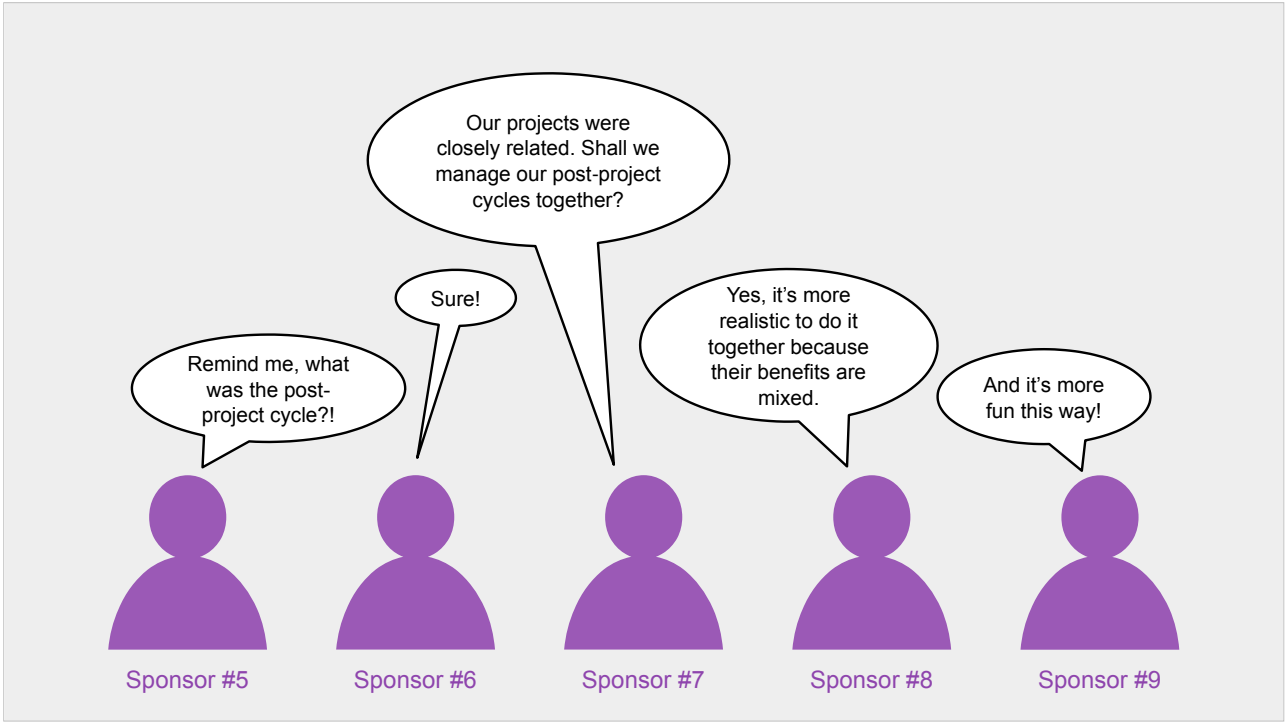 Our projects were
closely related. Shall we
manage our post-project
cycles together?
Sure!
Yes, it’s more
realistic to do it
together because
their benefits are
mixed.
Remind me, what
was the post-
project cycle?!
And it’s more
fun this way!
Sponsor #5
Sponsor #6
Sponsor #7
Sponsor #8
Sponsor #9